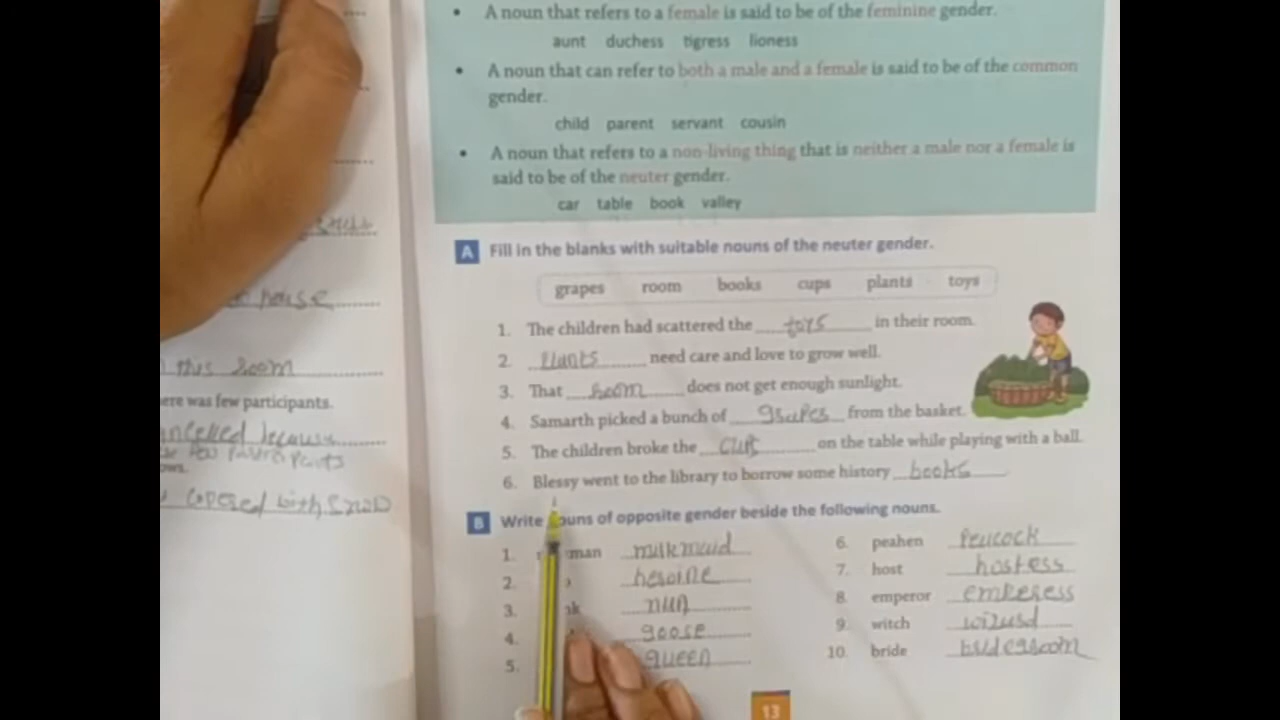 • A noun that refers to a female is said to be of the feminine gender.
aunt duchess tigress lioness
• A noun that can refer to both a male and a female is said to be of the common
gender.
child parent servant cousin
• A noun that refers to a non-living thing that is neither a male nor a female is
said to be of the neuter gender.
car table book valley
house
this room
ere was few participants.
ows.
A Fill in the blanks with suitable nouns of the neuter gender.
grapes room books cups plants toys
1. The children had scattered the toys in their room.
2. Plants need care and love to grow well.
3. That room does not get enough sunlight.
4. Samarth picked a bunch of grapes from the basket.
5. The children broke the cups on the table while playing with a ball.
6. Blessy went to the library to borrow some history books
B Write nouns of opposite gender beside the following nouns.
1. man milkmaid
2. heroine
3. nk nun
4. goose
5. queen
6. peahen Peacock
7. host hostess
8. emperor emperess
9. witch wizard
10. bride bridegroom
13